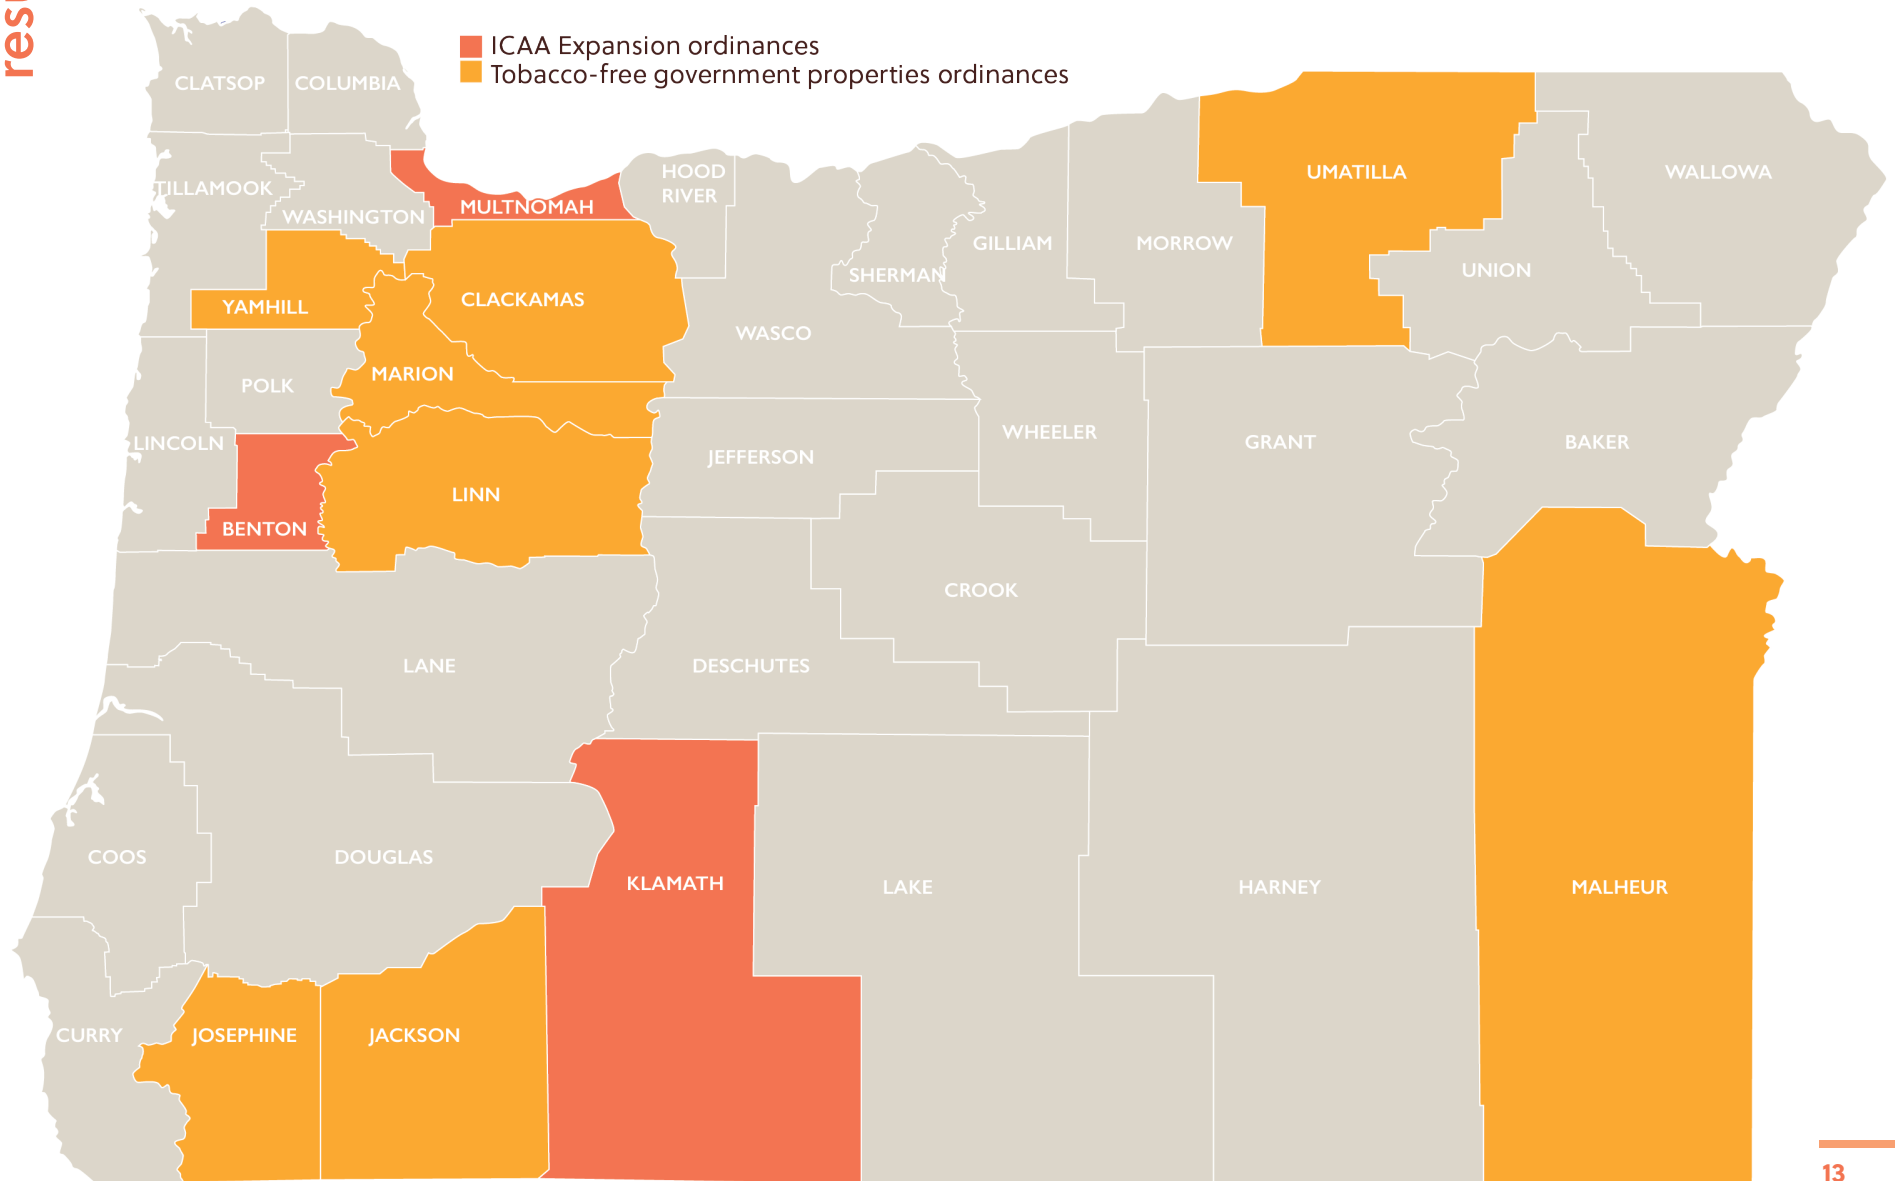 ICAA Expansion ordinances
Tobacco-free government properties ordinances
CLATSOP
COLUMBIA
TILLAMOOK
WASHINGTON
MULTNOMAH
HOOD
RIVER
UMATILLA
WALLOWA
YAMHILL
CLACKAMAS
WASCO
SHERMAN
GILLIAM
MORROW
UNION
POLK
MARION
LINCOLN
BENTON
LINN
JEFFERSON
WHEELER
GRANT
BAKER
CROOK
LANE
DESCHUTES
COOS
DOUGLAS
KLAMATH
LAKE
HARNEY
MALHEUR
CURRY
JOSEPHINE
JACKSON
13